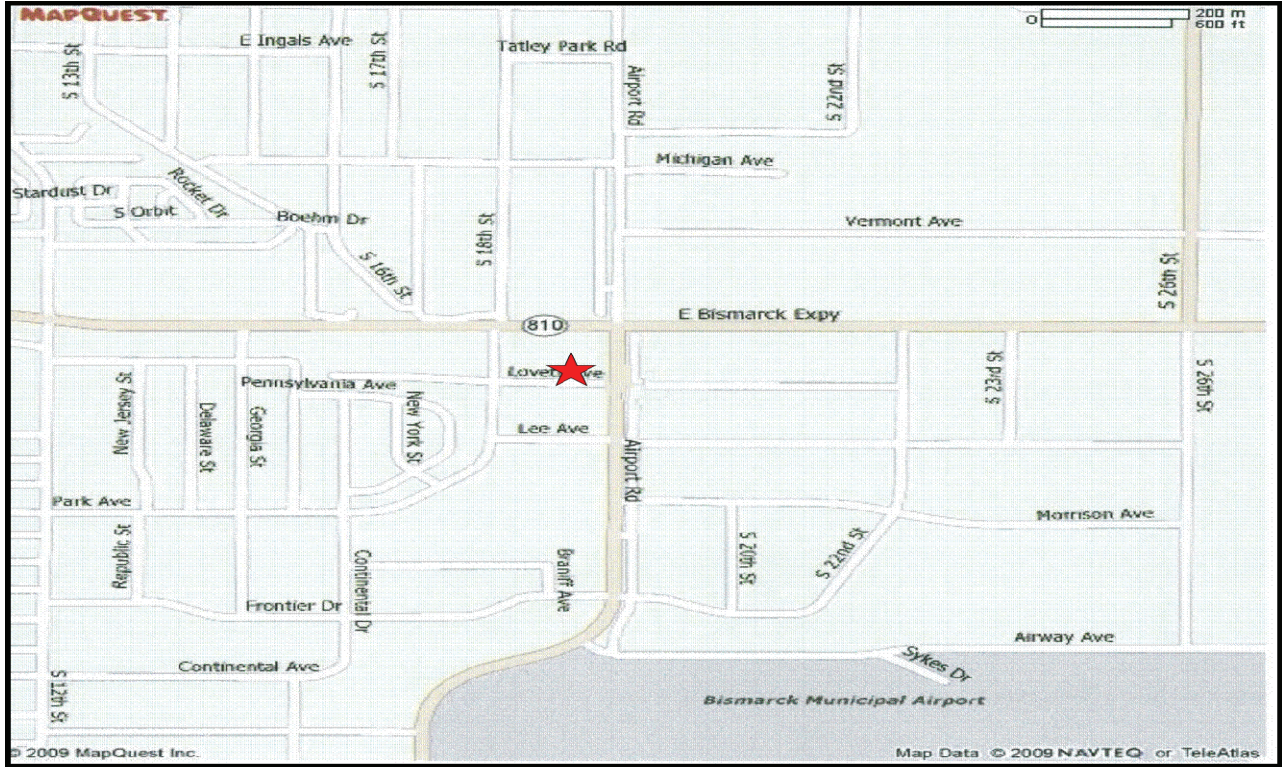 MAPQUEST.
200 m
0
600 ft
E Ingals Ave
S 17th St
Tatley Park Rd
S 13th St
Airport Rd
S 22nd St
Michigan Ave
Stardust Dr
Rocket Dr
S Orbit
Boehm Dr
S 18th St
Vermont Ave
S 16th St
S 26th St
810
E Bismarck Expy
Pennsylvania Ave
S 23rd St
S 26th St
New Jersey St
Delaware St
Georgia St
New York St
Lee Ave
Airport Rd
Park Ave
Morrison Ave
Republic St
Continental Dr
Braniff Ave
S 20th St
S 22nd St
Frontier Dr
Airway Ave
Continental Ave
Sykes Dr
S 12th St
Bismarck Municipal Airport
© 2009 MapQuest Inc.
Map Data © 2009 NAVTEQ or TeleAtlas